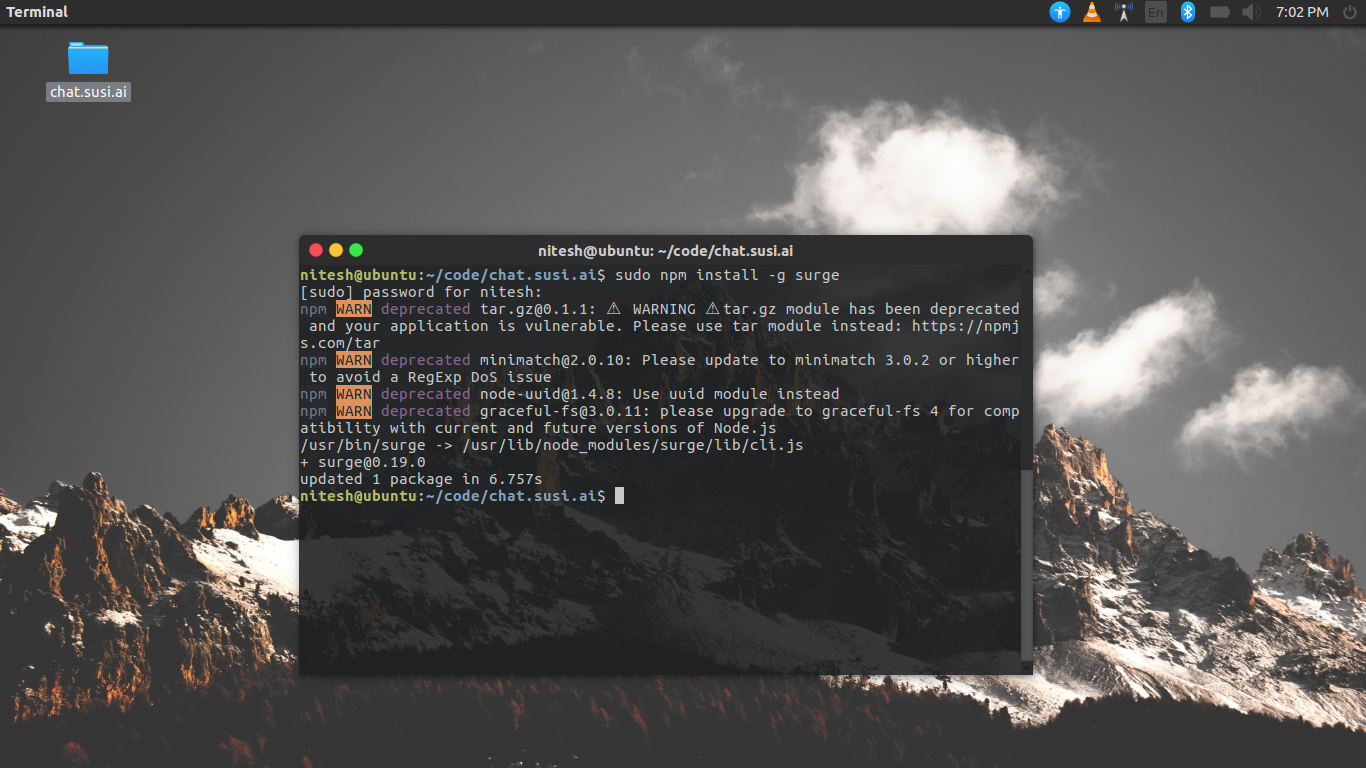 Terminal
En
7:02 PM
chat.susi.ai
nitesh@ubuntu: ~/code/chat.susi.ai
nitesh@ubuntu:~/code/chat.susi.ai$ sudo npm install -g surge
[sudo] password for nitesh:
npm WARN deprecated tar.gz@0.1.1: ⚠ WARNING ⚠tar.gz module has been deprecated
and your application is vulnerable. Please use tar module instead: https://npmj
s.com/tar
npm WARN deprecated minimatch@2.0.10: Please update to minimatch 3.0.2 or higher
to avoid a RegExp DoS issue
npm WARN deprecated node-uuid@1.4.8: Use uuid module instead
npm WARN deprecated graceful-fs@3.0.11: please upgrade to graceful-fs 4 for comp
atibility with current and future versions of Node.js
/usr/bin/surge -> /usr/lib/node_modules/surge/lib/cli.js
+ surge@0.19.0
updated 1 package in 6.757s
nitesh@ubuntu:~/code/chat.susi.ai$